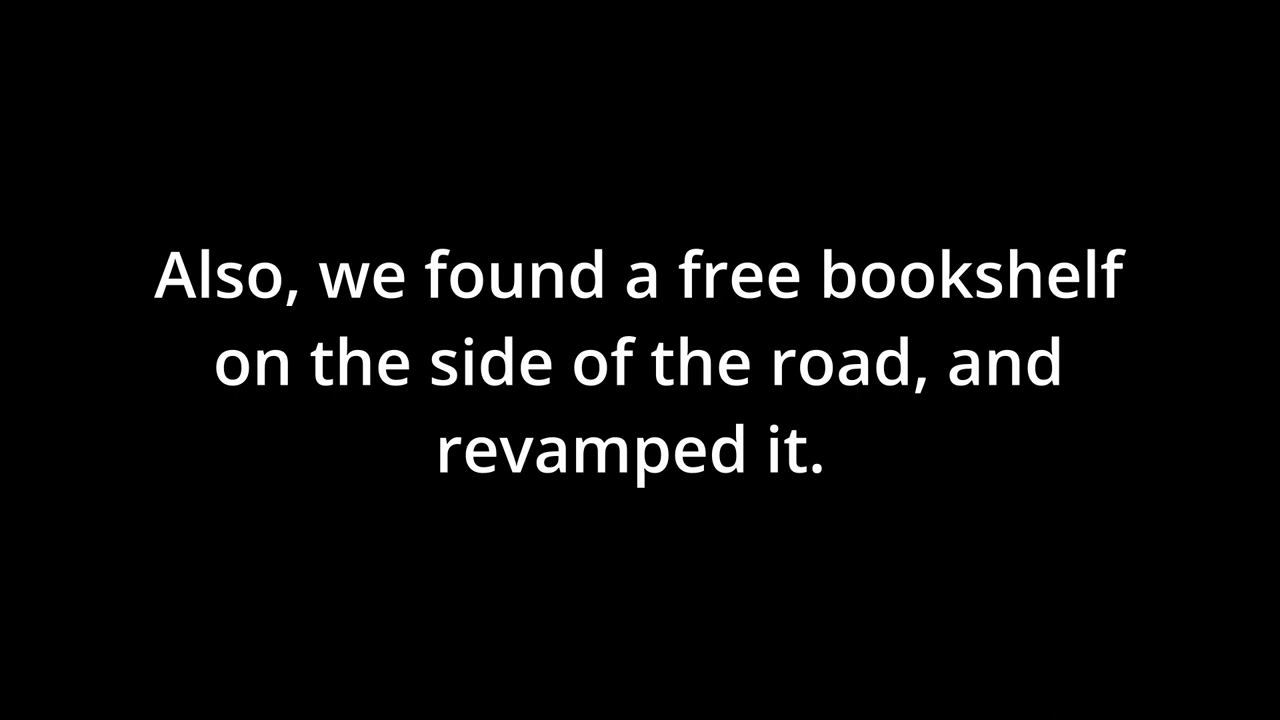 Also, we found a free bookshelf
on the side of the road, and
revamped it.